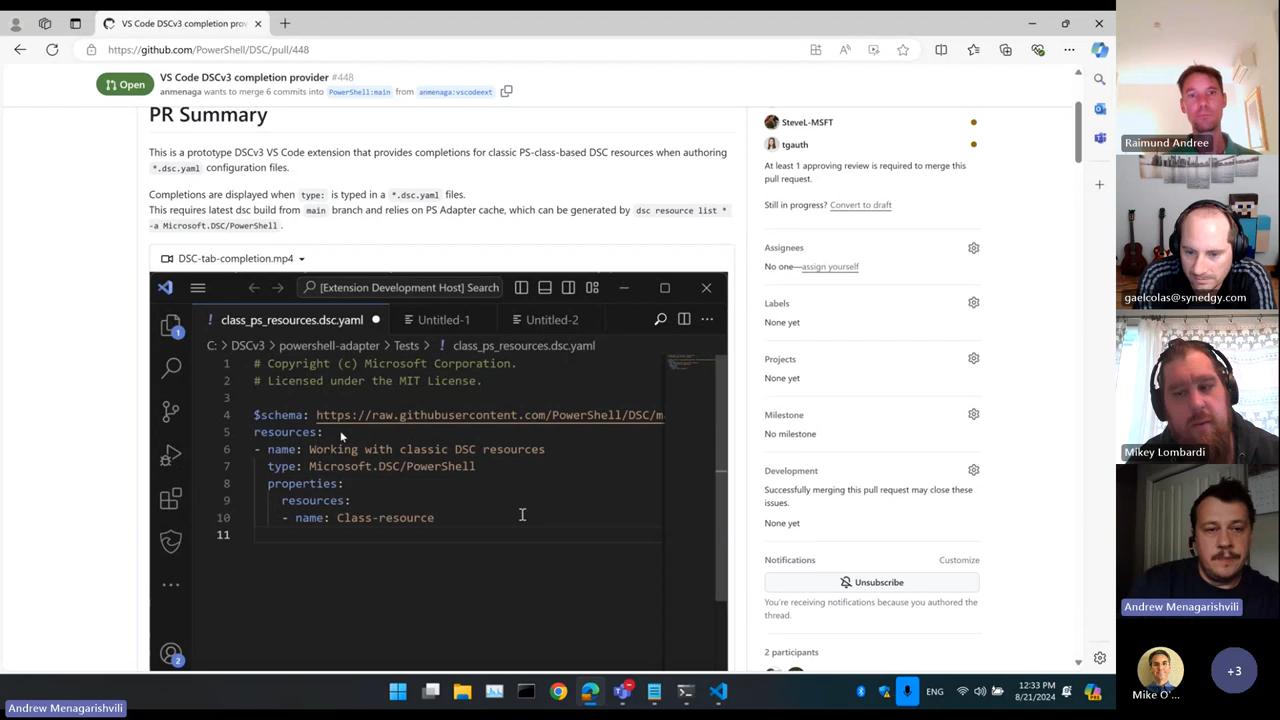 VS Code DSCv3 completion prov
https://github.com/PowerShell/DSC/pull/448
Open
VS Code DSCv3 completion provider #448
anmenaga wants to merge 6 commits into PowerShell:main from anmenaga:vscodeext
PR Summary
This is a prototype DSCv3 VS Code extension that provides completions for classic PS-class-based DSC resources when authoring
*.dsc.yaml configuration files.
Completions are displayed when type: is typed in a *.dsc.yaml files.
This requires latest dsc build from main branch and relies on PS Adapter cache, which can be generated by dsc resource list *
-a Microsoft.DSC/PowerShell .
DSC-tab-completion.mp4
[Extension Development Host] Search
! class_ps_resources.dsc.yaml
Untitled-1
Untitled-2
C: > DSCv3 > powershell-adapter > Tests > ! class_ps_resources.dsc.yaml
1 # Copyright (c) Microsoft Corporation.
2 # Licensed under the MIT License.
3
4 $schema: https://raw.githubusercontent.com/PowerShell/DSC/m
5 resources:
6 - name: Working with classic DSC resources
7 type: Microsoft.DSC/PowerShell
8 properties:
9 resources:
10 - name: Class-resource
11
1
2
SteveL-MSFT
tgauth
At least 1 approving review is required to merge this
pull request.
Still in progress? Convert to draft
Assignees
No one—assign yourself
Labels
None yet
Projects
None yet
Milestone
No milestone
Development
Successfully merging this pull request may close these
issues.
None yet
Notifications
Customize
Unsubscribe
You're receiving notifications because you authored the
thread.
2 participants
Raimund Andree
gaelcolas@synedgy.com
Mikey Lombardi
Andrew Menagarishvili
Mike O'...
+3
ENG
12:33 PM
8/21/2024
Andrew Menagarishvili